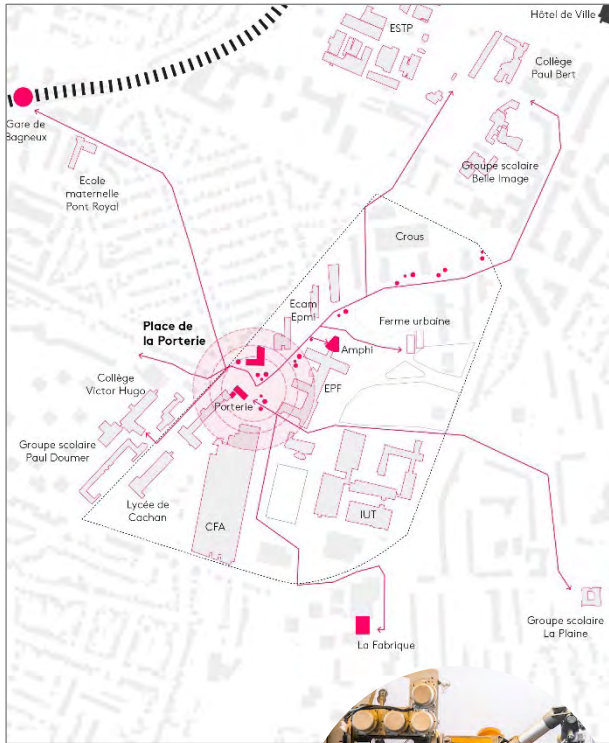 ESTP
Hôtel de Ville
Collège
Paul Bert
Gare de
Bagneux
Ecole
maternelle
Pont Royal
Groupe scolaire
Belle Image
Crous
Ecam
Epmi
Ferme urbaine
Place de
la Porterie
Amphi
Collège
Victor Hugo
EPF
Porterie
Groupe scolaire
Paul Doumer
Lycée de
Cachan
CFA
IUT
Groupe scolaire
La Plaine
La Fabrique